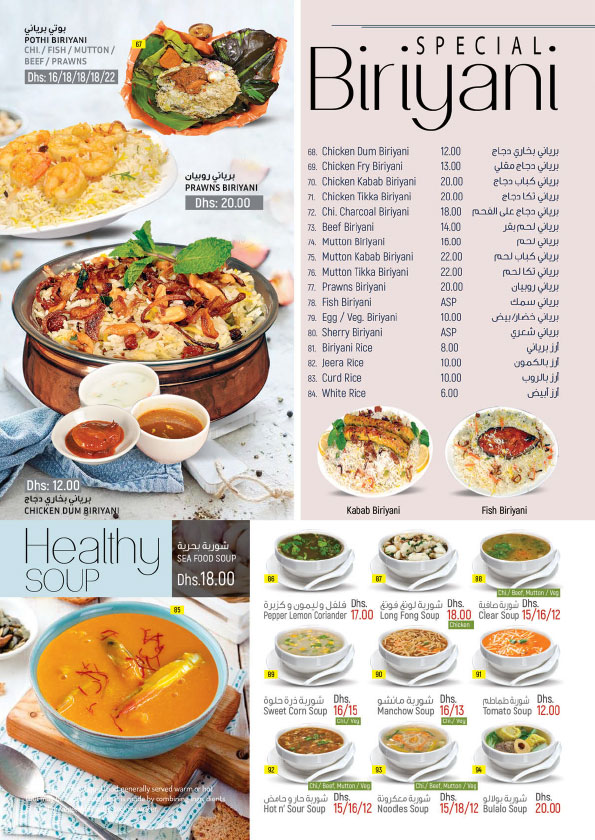 بوتي برياني
POTHI BIRIYANI
CHI. / FISH / MUTTON /
BEEF / PRAWNS
Dhs: 16/18/18/18/22
67
برياني روبيان
PRAWNS BIRIYANI
Dhs: 20.00
Dhs: 12.00
برياني بخاري دجاج
CHICKEN DUM BIRIYANI
SPECIAL
Biriyani
68. Chicken Dum Biriyani 12.00 برياني بخاري دجاج
69. Chicken Fry Biriyani 13.00 برياني دجاج مقلي
70. Chicken Kabab Biriyani 20.00 برياني كباب دجاج
71. Chicken Tikka Biriyani 20.00 برياني تكا دجاج
72. Chi. Charcoal Biriyani 18.00 برياني دجاج على الفحم
73. Beef Biriyani 14.00 برياني لحم بقر
74. Mutton Biriyani 16.00 برياني لحم
75. Mutton Kabab Biriyani 22.00 برياني كباب لحم
76. Mutton Tikka Biriyani 22.00 برياني تكا لحم
77. Prawns Biriyani 20.00 برياني روبيان
78. Fish Biriyani ASP برياني سمك
79. Egg / Veg. Biriyani 10.00 برياني خضار/بيض
80. Sherry Biriyani ASP برياني شعري
81. Biriyani Rice 8.00 أرز برياني
82. Jeera Rice 10.00 أرز بالكمون
83. Curd Rice 10.00 أرز بالروب
84. White Rice 6.00 أرز أبيض
Kabab Biriyani
Fish Biriyani
Healthy
SOUP
شوربة بحرية
SEA FOOD SOUP
Dhs.18.00
85
86
فلفل وليمون و كزبرة Dhs.
Pepper Lemon Coriander 17.00
87
شوربة لونج فونج Dhs.
Long Fong Soup 18.00
Chicken
88
Chi./ Beef, Mutton / Veg
شوربة صافية Dhs.
Clear Soup 15/16/12
89
شوربة ذرة حلوة Dhs.
Sweet Corn Soup 16/15
Chi./ Veg
90
شوربة مانشو Dhs.
Manchow Soup 16/13
Chi./ Veg
91
شوربة طماطم Dhs.
Tomato Soup 12.00
92
Chi./ Beef, Mutton / Veg
شوربة حار و حامض Dhs.
Hot n' Sour Soup 15/16/12
93
Chi./ Beef, Mutton / Veg
شوربة معكرونة Dhs.
Noodles Soup 15/18/12
94
شوربة بولالو Dhs.
Bulalo Soup 20.00
generally served warm or hot
made by combining